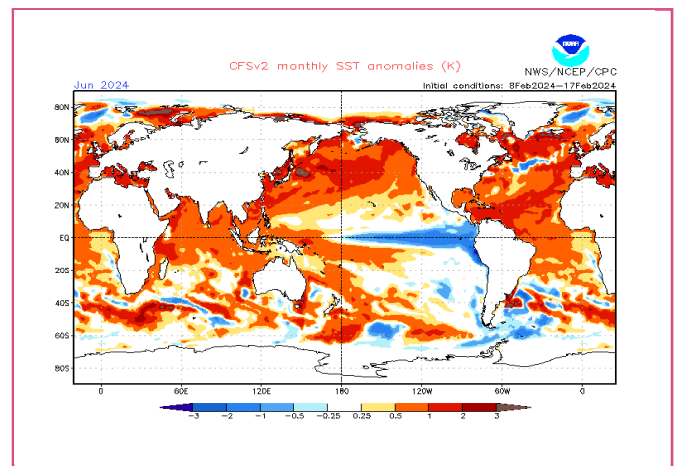 NOAA
CFSv2 monthly SST anomalies (K)
NWS/NCEP/CPC
Jun 2024
Initial conditions: 8Feb2024-17Feb2024
80N
60N
40N
20N
EQ
20S
40S
60S
80S
0 60E 120E 180 120W 60W 0
-3 -2 -1 -0.5 -0.25 0.25 0.5 1 2 3